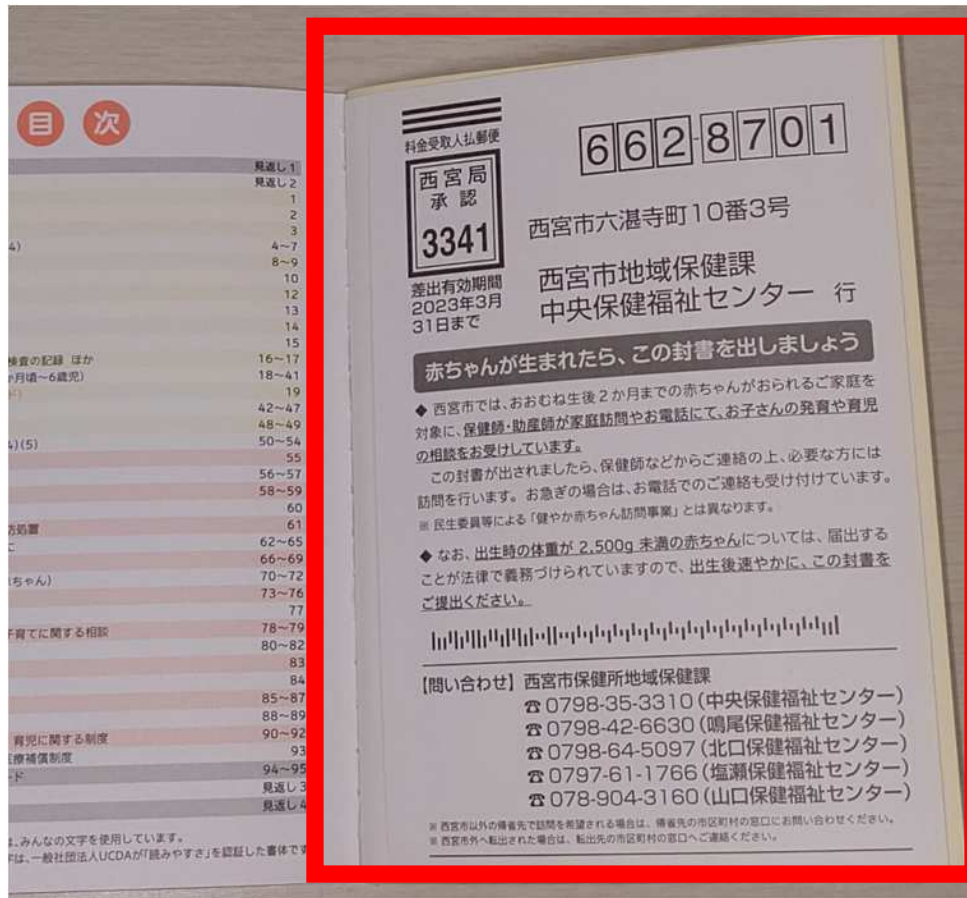 目次
見返し1
見返し2
1
2
3
4) 4~7
8~9
10
12
13
14
15
検査の記録 ほか 16~17
か月頃~6歳児) 18~41
19
42~47
48~49
4)(5) 50~54
55
56~57
58~59
60
防処置 61
に 62~65
66~69
赤ちゃん) 70~72
73~76
77
子育てに関する相談 78~79
80~82
83
84
85~87
88~89
育児に関する制度 90~92
医療補償制度 93
ード 94~95
見返し3
見返し4
は、みんなの文字を使用しています。
字は、一般社団法人UCDAが「読みやすさ」を認証した書体です
料金受取人払郵便
西宮局
承認
3341
差出有効期間
2023年3月
31日まで
662-8701
西宮市六湛寺町10番3号
西宮市地域保健課
中央保健福祉センター 行
赤ちゃんが生まれたら、この封書を出しましょう
◆ 西宮市では、おおむね生後2か月までの赤ちゃんがおられるご家庭を
対象に、保健師・助産師が家庭訪問やお電話にて、お子さんの発育や育児
の相談をお受けしています。
この封書が出されましたら、保健師などからご連絡の上、必要な方には
訪問を行います。お急ぎの場合は、お電話でのご連絡も受け付けています。
※ 民生委員等による「健やか赤ちゃん訪問事業」とは異なります。
◆ なお、出生時の体重が 2,500g 未満の赤ちゃんについては、届出する
ことが法律で義務づけられていますので、出生後速やかに、この封書を
ご提出ください。
【問い合わせ】西宮市保健所地域保健課
☎0798-35-3310(中央保健福祉センター)
☎0798-42-6630(鳴尾保健福祉センター)
☎0798-64-5097(北口保健福祉センター)
☎0797-61-1766(塩瀬保健福祉センター)
☎078-904-3160(山口保健福祉センター)
※ 西宮市以外の帰省先で訪問を希望される場合は、帰省先の市区町村の窓口にお問い合わせください。
※ 西宮市外へ転出された場合は、転出先の市区町村の窓口へご連絡ください。